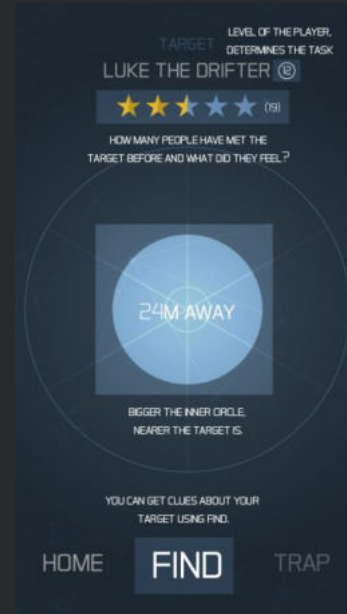 LEVEL OF THE PLAYER,
TARGET
DETERMINES THE TASK
LUKE THE DRIFTER 12
(19)
HOW MANY PEOPLE HAVE MET THE
TARGET BEFORE AND WHAT DID THEY FEEL?
24M AWAY
BIGGER THE INNER CIRCLE,
NEARER THE TARGET IS.
YOU CAN GET CLUES ABOUT YOUR
TARGET USING FIND.
HOME FIND TRAP